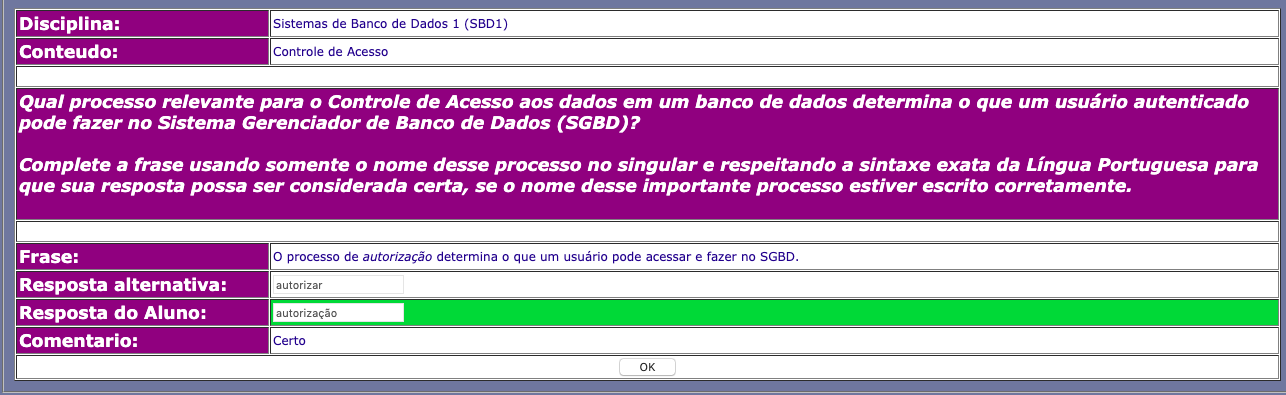 Disciplina: Sistemas de Banco de Dados 1 (SBD1)
Conteudo: Controle de Acesso
Qual processo relevante para o Controle de Acesso aos dados em um banco de dados determina o que um usuário autenticado
pode fazer no Sistema Gerenciador de Banco de Dados (SGBD)?
Complete a frase usando somente o nome desse processo no singular e respeitando a sintaxe exata da Língua Portuguesa para
que sua resposta possa ser considerada certa, se o nome desse importante processo estiver escrito corretamente.
Frase: O processo de autorização determina o que um usuário pode acessar e fazer no SGBD.
Resposta alternativa: autorizar
Resposta do Aluno: autorização
Comentario: Certo
OK